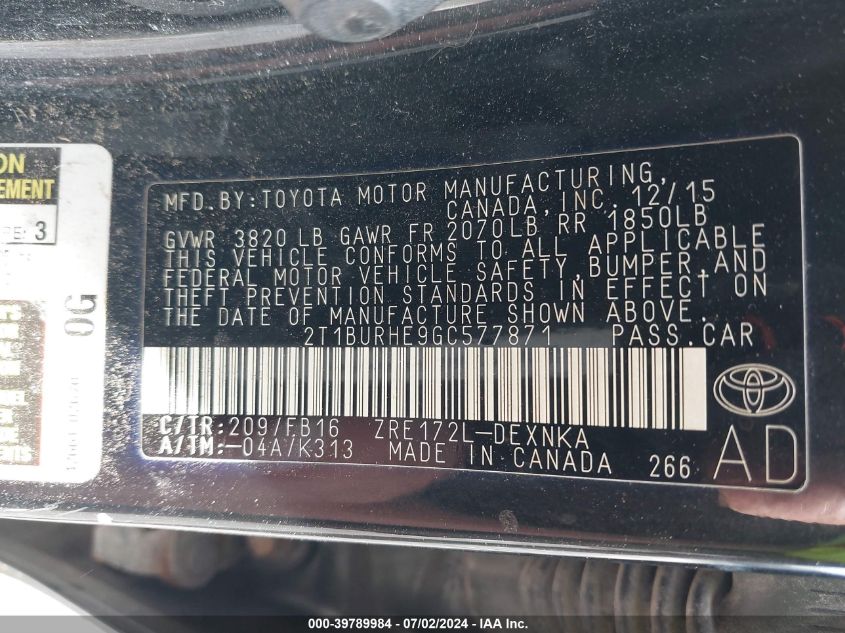 ON
EMENT
3
0G
MFD. BY: TOYOTA MOTOR MANUFACTURING,
CANADA, INC. 12/15
GVWR 3820 LB GAWR FR 2070LB RR 1850LB
THIS VEHICLE CONFORMS TO ALL APPLICABLE
FEDERAL MOTOR VEHICLE SAFETY, BUMPER, AND
THEFT PREVENTION STANDARDS IN EFFECT ON
THE DATE OF MANUFACTURE SHOWN ABOVE.
2T1BURHE9GC577871 PASS.CAR
C/TR: 209/FB16 ZRE172L-DEXNKA
A/TM: -04A/K313 MADE IN CANADA 266
AD
000-39789984 - 07/02/2024 - IAA Inc.